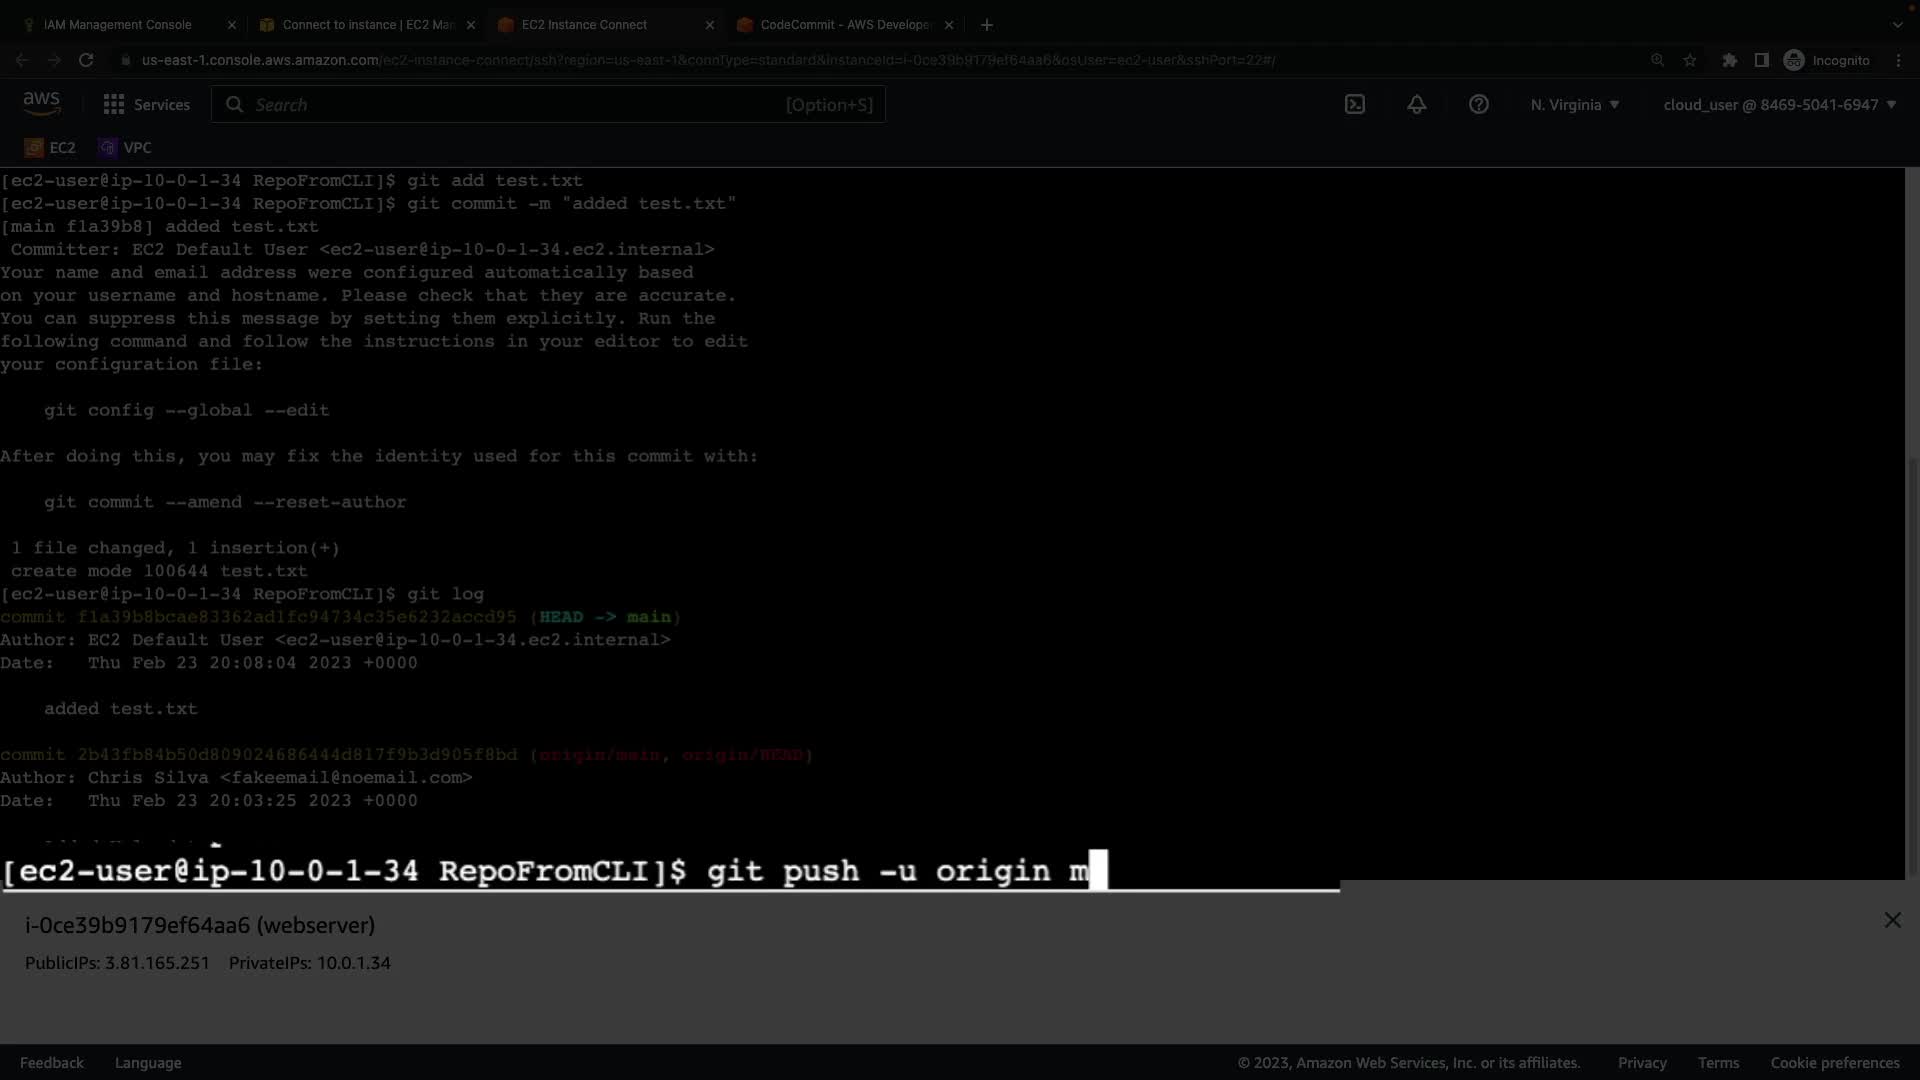 IAM Management Console
Connect to instance | EC2 Man
EC2 Instance Connect
CodeCommit - AWS Develope
us-east-1.console.aws.amazon.com/ec2-instance-connect/ssh?region=us-east-1&connType=standard&instanceId=i-0ce39b9179ef64aa6&osUser=ec2-user&sshPort=22#/
Incognito
aws
Services
Search
[Option+S]
N. Virginia
cloud_user @ 8469-5041-6947
EC2
VPC
[ec2-user@ip-10-0-1-34 RepoFromCLI]$ git add test.txt
[ec2-user@ip-10-0-1-34 RepoFromCLI]$ git commit -m "added test.txt"
[main f1a39b8] added test.txt
Committer: EC2 Default User <ec2-user@ip-10-0-1-34.ec2.internal>
Your name and email address were configured automatically based
on your username and hostname. Please check that they are accurate.
You can suppress this message by setting them explicitly. Run the
following command and follow the instructions in your editor to edit
your configuration file:
git config --global --edit
After doing this, you may fix the identity used for this commit with:
git commit --amend --reset-author
1 file changed, 1 insertion(+)
create mode 100644 test.txt
[ec2-user@ip-10-0-1-34 RepoFromCLI]$ git log
commit f1a39b8bcae83362ad1fc94734c35e6232accd95 (HEAD -> main)
Author: EC2 Default User <ec2-user@ip-10-0-1-34.ec2.internal>
Date: Thu Feb 23 20:08:04 2023 +0000
added test.txt
commit 2b43fb84b50d809024686444d817f9b3d905f8bd (origin/main, origin/HEAD)
Author: Chris Silva <fakeemail@noemail.com>
Date: Thu Feb 23 20:03:25 2023 +0000
[ec2-user@ip-10-0-1-34 RepoFromCLI]$ git push -u origin m
i-0ce39b9179ef64aa6 (webserver)
PublicIPs: 3.81.165.251 PrivateIPs: 10.0.1.34
Feedback
Language
© 2023, Amazon Web Services, Inc. or its affiliates.
Privacy
Terms
Cookie preferences